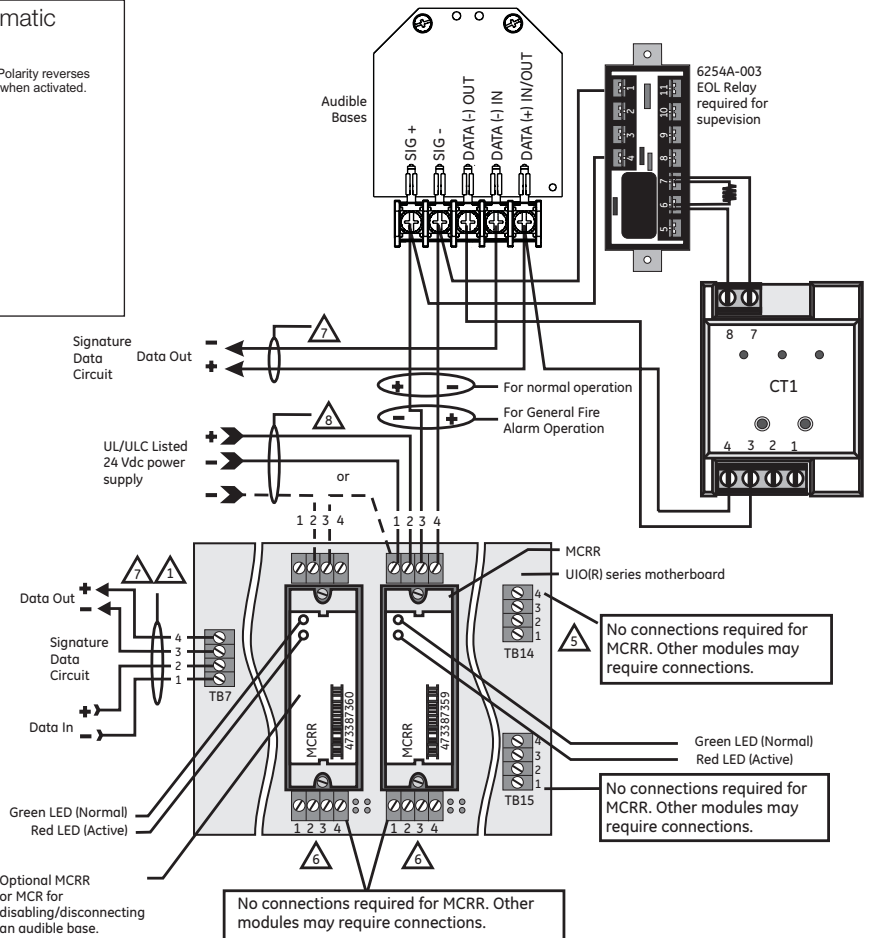 matic
Polarity reverses
when activated.
Audible
Bases
SIG +
SIG -
DATA (-) OUT
DATA (-) IN
DATA (+) IN/OUT
1
2
3
4
11
10
9
8
7
6
5
6254A-003
EOL Relay
required for
supevision
8 7
CT1
4 3 2 1
Signature
Data
Circuit
Data Out
-
+
7
+ -
For normal operation
- +
For General Fire
Alarm Operation
8
UL/ULC Listed
24 Vdc power
supply
+
-
-
or
1 2 3 4
1 2 3 4
MCRR
UIO(R) series motherboard
7
1
Data Out
+
-
Signature
Data
Circuit
4
3
2
1
TB7
+
Data In
-
MCRR
473387360
MCRR
473387359
4
3
2
1
TB14
5
No connections required for
MCRR. Other modules may
require connections.
4
3
2
1
TB15
Green LED (Normal)
Red LED (Active)
No connections required for
MCRR. Other modules may
require connections.
Green LED (Normal)
Red LED (Active)
1 2 3 4
1 2 3 4
6
6
Optional MCRR
or MCR for
disabling/disconnecting
an audible base.
No connections required for MCRR. Other
modules may require connections.